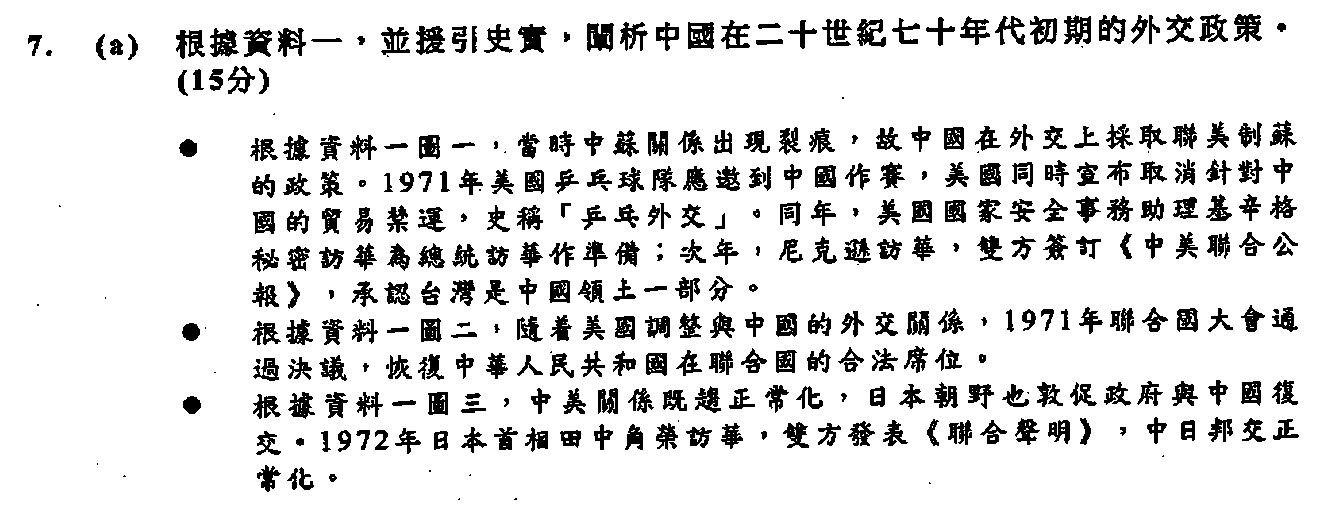 7. (a) 根據資料一，並援引史實，闡析中國在二十世紀七十年代初期的外交政策。
(15分)
● 根據資料一圖一，當時中蘇關係出現裂痕，故中國在外交上採取聯美制蘇
的政策。1971年美國乒乓球隊應邀到中國作賽，美國同時宣布取消針對中
國的貿易禁運，史稱「乒乓外交」。同年，美國國家安全事務助理基辛格
秘密訪華為總統訪華作準備；次年，尼克遜訪華，雙方簽訂《中美聯合公
報》，承認台灣是中國領土一部分。
● 根據資料一圖二，隨着美國調整與中國的外交關係，1971年聯合國大會通
過決議，恢復中華人民共和國在聯合國的合法席位。
● 根據資料一圖三，中美關係既趨正常化，日本朝野也敦促政府與中國復
交。1972年日本首相田中角榮訪華，雙方發表《聯合聲明》，中日邦交正
常化。